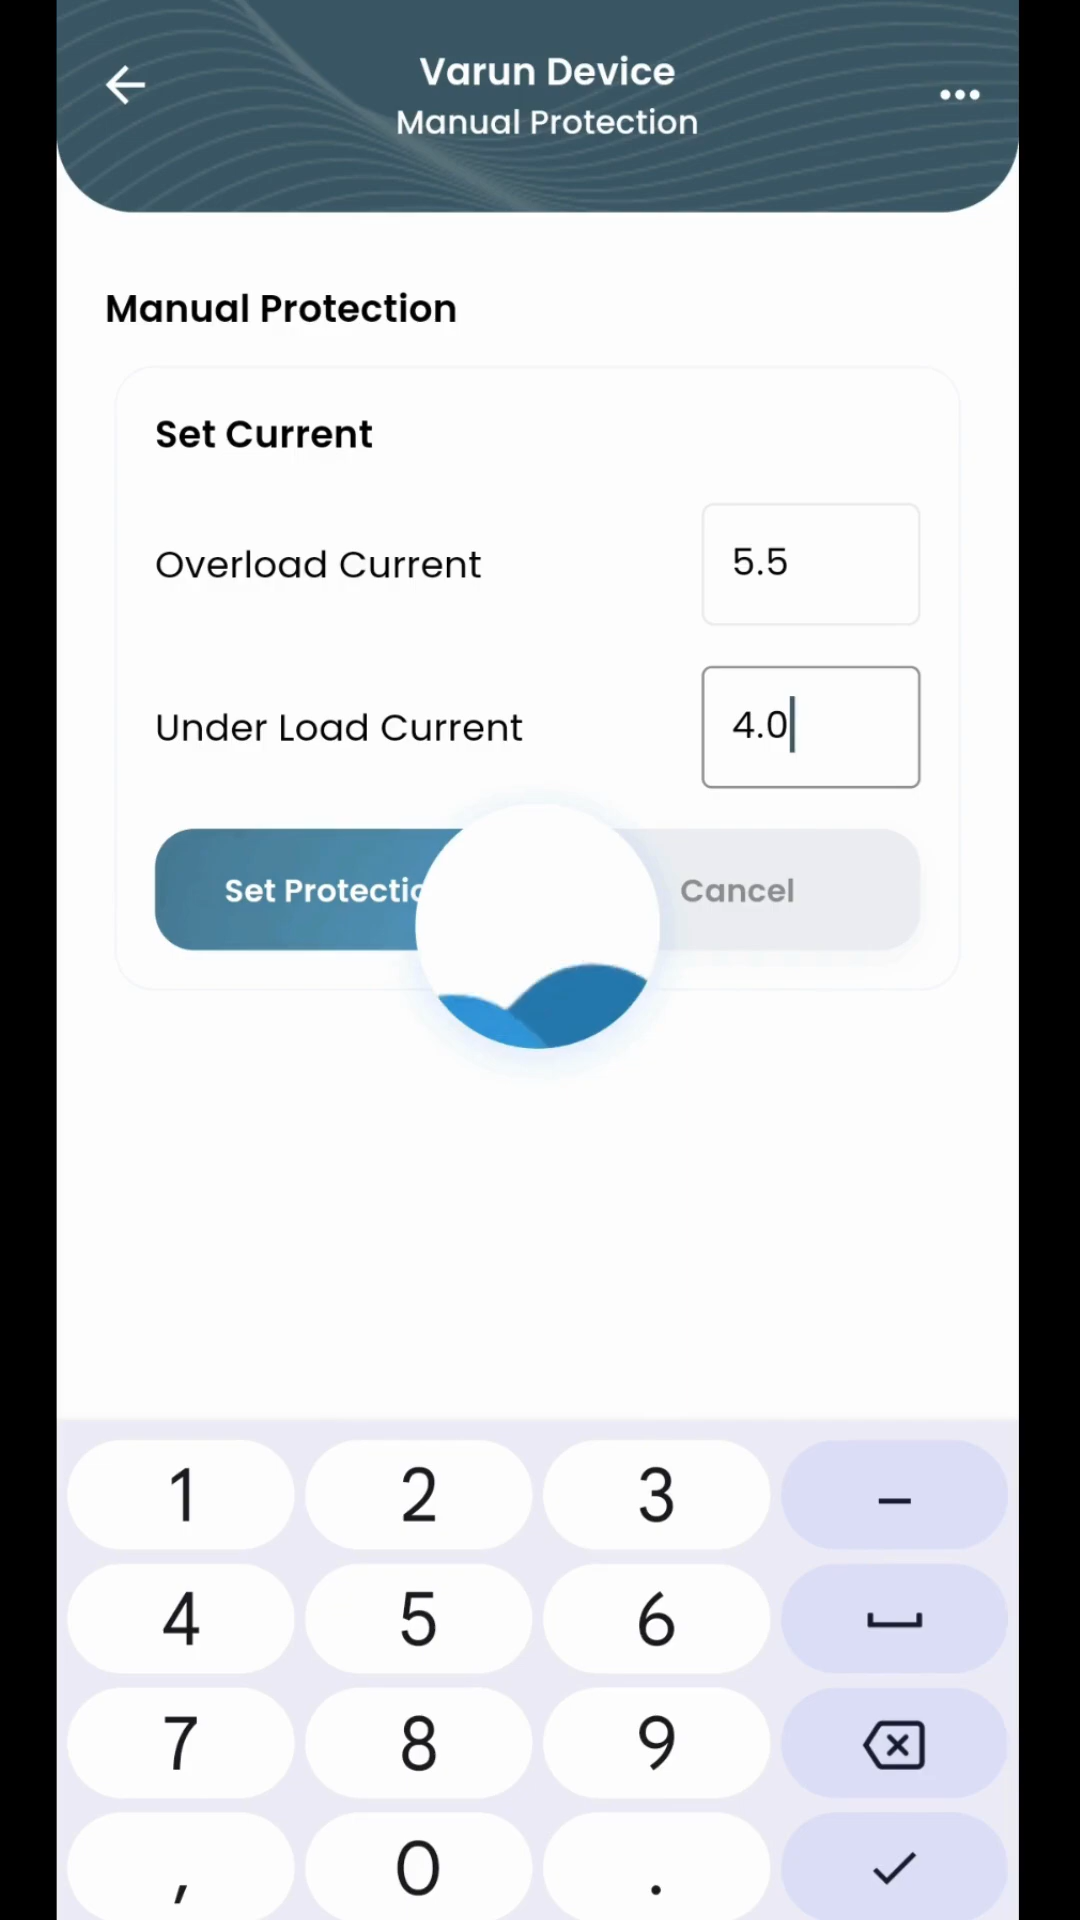 Varun Device
Manual Protection
Manual Protection
Set Current
Overload Current
5.5
Under Load Current
4.0
Set Protectio
Cancel
1 2 3 –
4 5 6
7 8 9
, 0 .